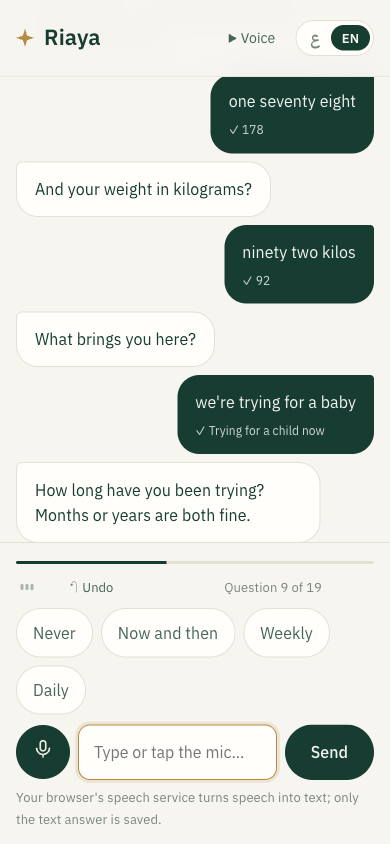 Riaya
Voice
ع
EN
one seventy eight
✓ 178
And your weight in kilograms?
ninety two kilos
✓ 92
What brings you here?
we're trying for a baby
✓ Trying for a child now
How long have you been trying?
Months or years are both fine.
Undo
Question 9 of 19
Never
Now and then
Weekly
Daily
Type or tap the mic...
Send
Your browser's speech service turns speech into text; only
the text answer is saved.